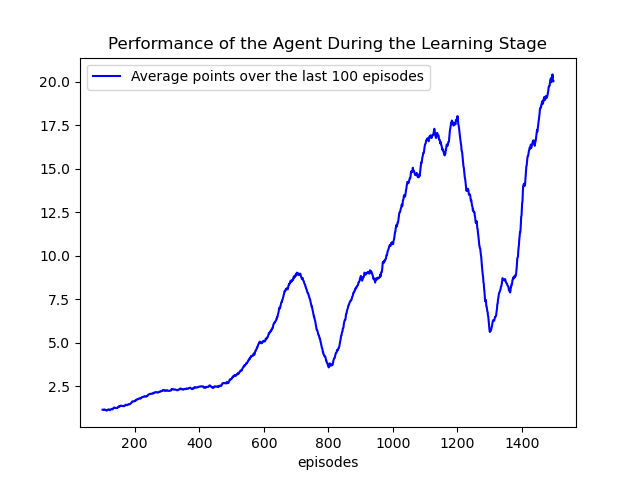 Performance of the Agent During the Learning Stage
Average points over the last 100 episodes
20.0
17.5
15.0
12.5
10.0
7.5
5.0
2.5
200 400 600 800 1000 1200 1400
episodes